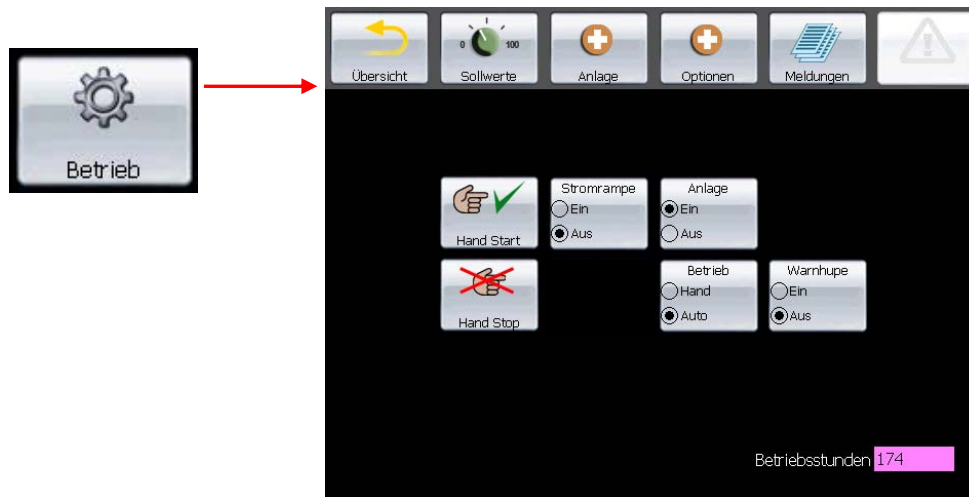 Betrieb
Übersicht
0 100
Sollwerte
Anlage
Optionen
Meldungen
Hand Start
Stromrampe
Ein
Aus
Anlage
Ein
Aus
Hand Stop
Betrieb
Hand
Auto
Warnhupe
Ein
Aus
Betriebsstunden 174